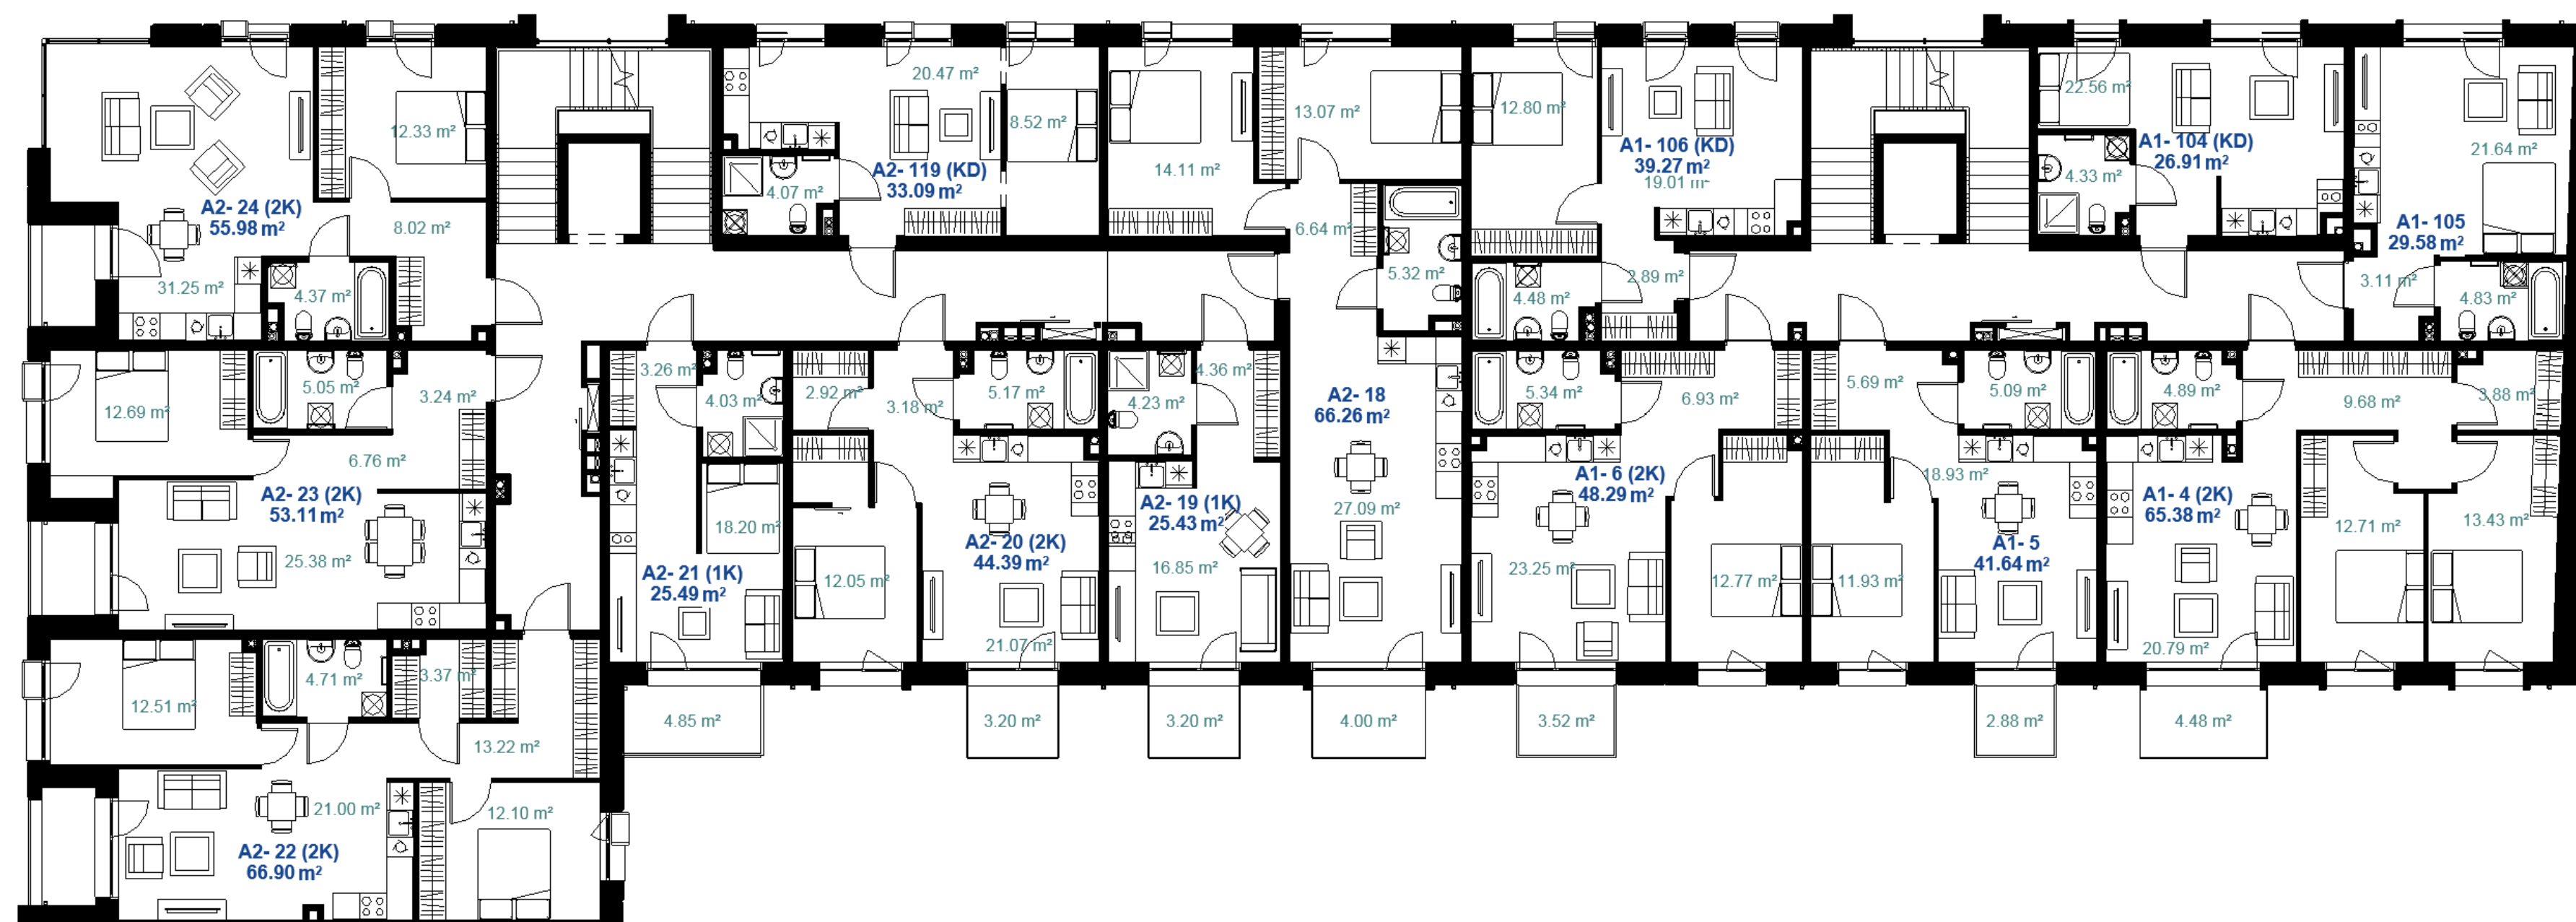 20.47 m²
12.33 m²
8.52 m²
13.07 m²
12.80 m²
22.56 m²
14.11 m²
21.64 m²
A2- 119 (KD)
33.09 m²
4.07 m²
A1- 106 (KD)
39.27 m²
19.01 m²
A1- 104 (KD)
26.91 m²
4.33 m²
A2- 24 (2K)
55.98 m²
8.02 m²
6.64 m²
A1- 105
29.58 m²
31.25 m²
4.37 m²
5.32 m²
4.48 m²
2.89 m²
3.11 m²
4.83 m²
12.69 m²
5.05 m²
3.24 m²
3.26 m²
4.03 m²
2.92 m²
3.18 m²
5.17 m²
4.23 m²
4.36 m²
A2- 18
66.26 m²
5.34 m²
6.93 m²
5.69 m²
5.09 m²
4.89 m²
9.68 m²
3.88 m²
6.76 m²
A2- 23 (2K)
53.11 m²
25.38 m²
18.20 m²
A2- 21 (1K)
25.49 m²
12.05 m²
A2- 20 (2K)
44.39 m²
21.07 m²
A2- 19 (1K)
25.43 m²
16.85 m²
27.09 m²
A1- 6 (2K)
48.29 m²
23.25 m²
12.77 m²
11.93 m²
18.93 m²
A1- 5
41.64 m²
A1- 4 (2K)
65.38 m²
20.79 m²
12.71 m²
13.43 m²
12.51 m²
4.71 m²
3.37 m²
13.22 m²
4.85 m²
3.20 m²
3.20 m²
4.00 m²
3.52 m²
2.88 m²
4.48 m²
21.00 m²
12.10 m²
A2- 22 (2K)
66.90 m²